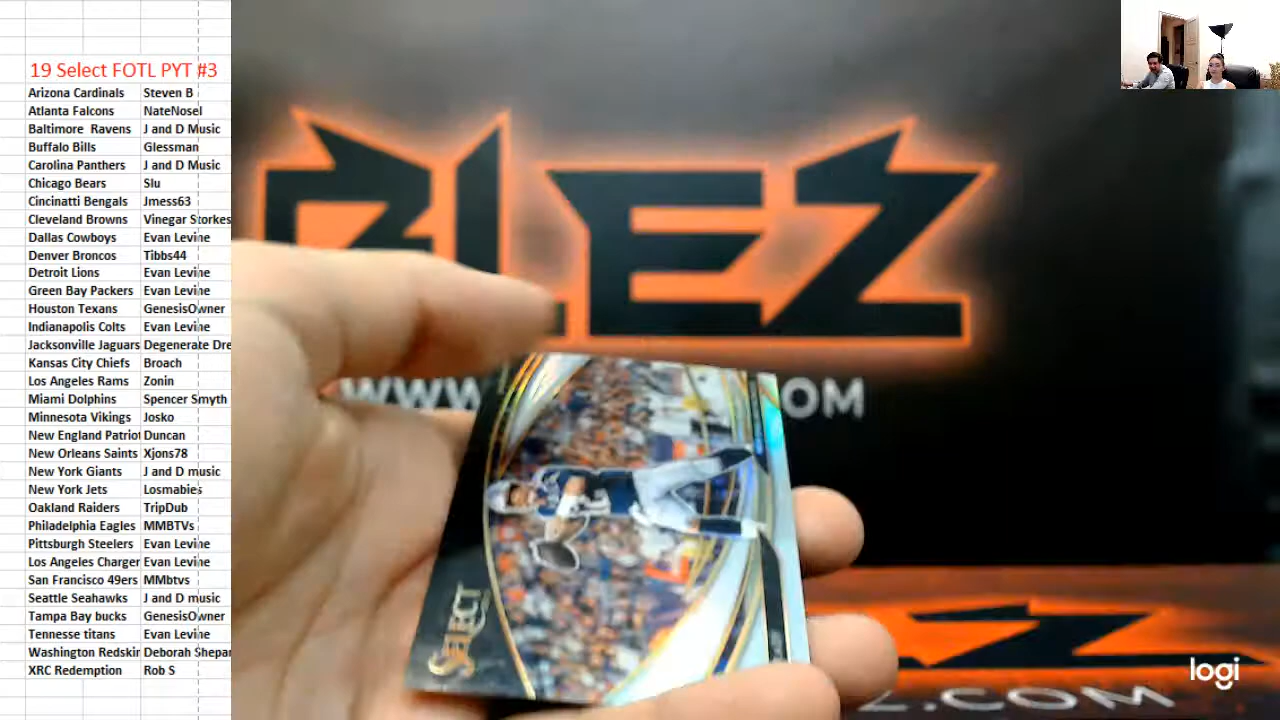 19 Select FOTL PYT #3
Arizona Cardinals Steven B
Atlanta Falcons NateNosel
Baltimore Ravens J and D Music
Buffalo Bills Glessman
Carolina Panthers J and D Music
Chicago Bears Slu
Cincinatti Bengals Jmess63
Cleveland Browns Vinegar Storkes
Dallas Cowboys Evan Levine
Denver Broncos Tibbs44
Detroit Lions Evan Levine
Green Bay Packers Evan Levine
Houston Texans GenesisOwner
Indianapolis Colts Evan Levine
Jacksonville Jaguars Degenerate Dre
Kansas City Chiefs Broach
Los Angeles Rams Zonin
Miami Dolphins Spencer Smyth
Minnesota Vikings Josko
New England Patriot Duncan
New Orleans Saints Xjons78
New York Giants J and D music
New York Jets Losmabies
Oakland Raiders TripDub
Philadelphia Eagles MMBTVs
Pittsburgh Steelers Evan Levine
Los Angeles Charger Evan Levine
San Francisco 49ers MMbtvs
Seattle Seahawks J and D music
Tampa Bay bucks GenesisOwner
Tennesse titans Evan Levine
Washington Redskin Deborah Shepar
XRC Redemption Rob S
BLEZ
WWW. .COM
SELECT
Z
Z.COM
logi